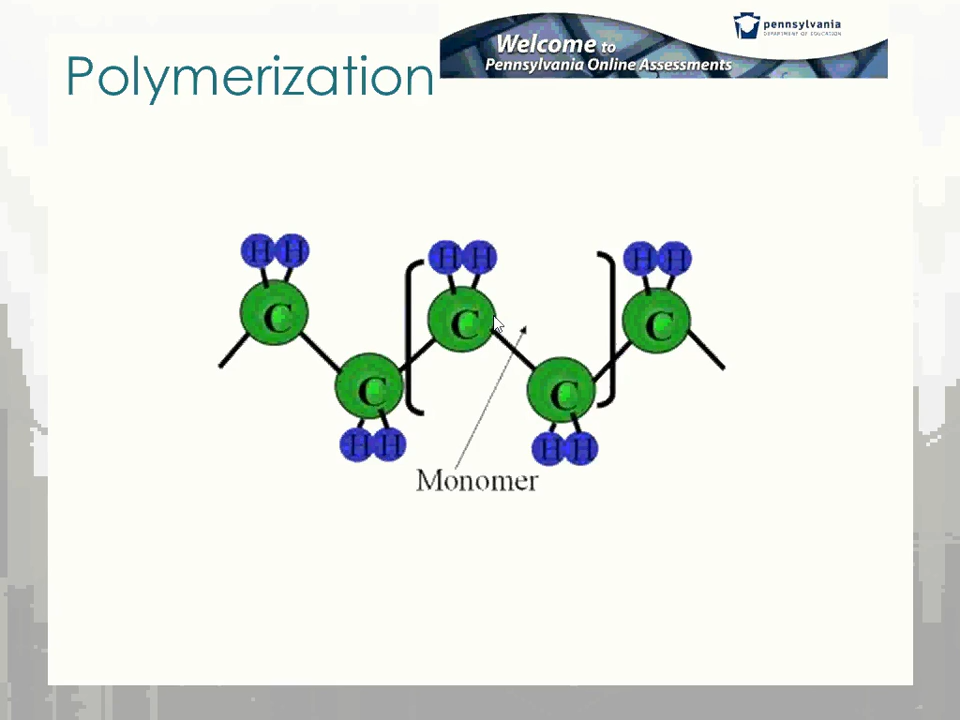 pennsylvania
DEPARTMENT OF EDUCATION
Welcome to
Pennsylvania Online Assessments
Polymerization
H H H H H H
C C C
C C
H H H H
Monomer